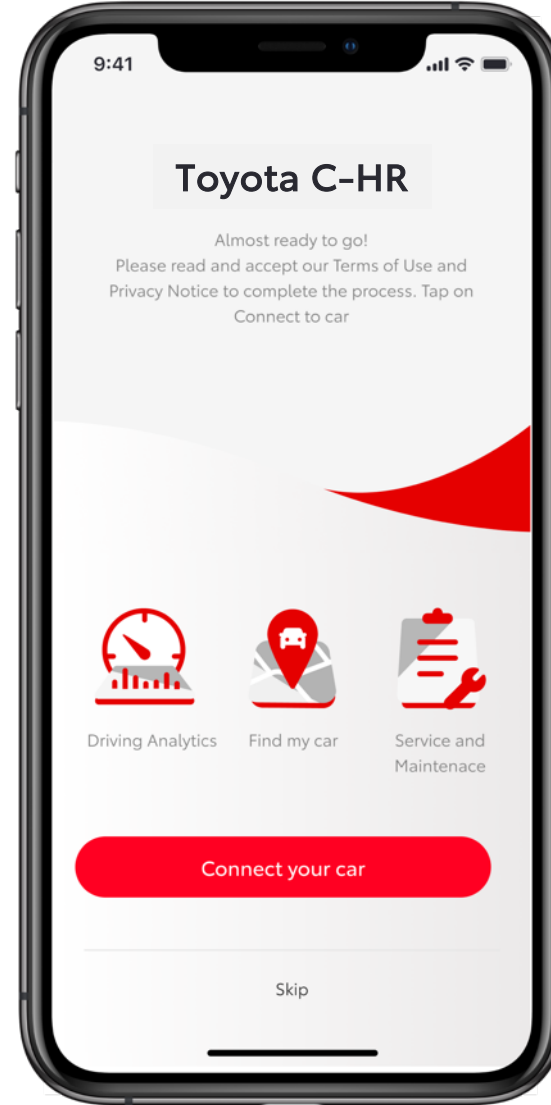 9:41
Toyota C-HR
Almost ready to go!
Please read and accept our Terms of Use and
Privacy Notice to complete the process. Tap on
Connect to car
Driving Analytics
Find my car
Service and
Maintenace
Connect your car
Skip